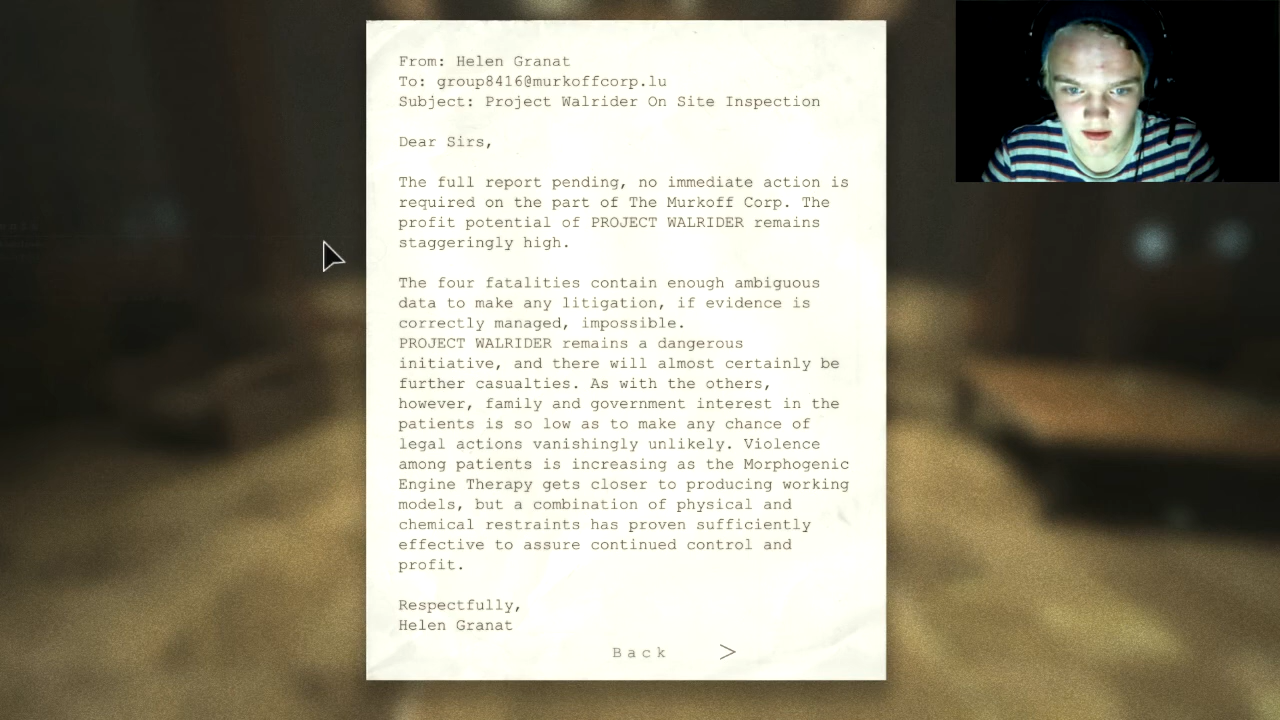 From: Helen Granat
To: group8416@murkoffcorp.lu
Subject: Project Walrider On Site Inspection
Dear Sirs,
The full report pending, no immediate action is
required on the part of The Murkoff Corp. The
profit potential of PROJECT WALRIDER remains
staggeringly high.
The four fatalities contain enough ambiguous
data to make any litigation, if evidence is
correctly managed, impossible.
PROJECT WALRIDER remains a dangerous
initiative, and there will almost certainly be
further casualties. As with the others,
however, family and government interest in the
patients is so low as to make any chance of
legal actions vanishingly unlikely. Violence
among patients is increasing as the Morphogenic
Engine Therapy gets closer to producing working
models, but a combination of physical and
chemical restraints has proven sufficiently
effective to assure continued control and
profit.
Respectfully,
Helen Granat
Back >